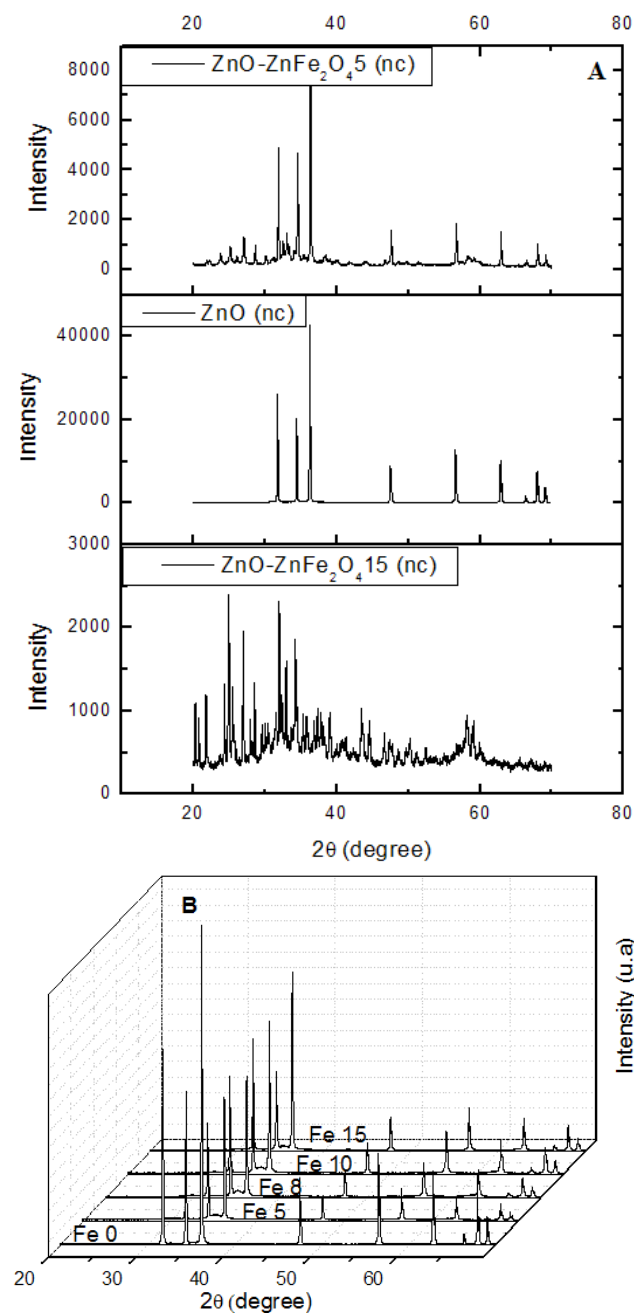 20 40 60 80
ZnO-ZnFe₂O₄5 (nc)
A
8000
6000
4000
2000
0
Intensity
ZnO (nc)
40000
20000
0
Intensity
ZnO-ZnFe₂O₄15 (nc)
3000
2000
1000
0
Intensity
20 40 60 80
2θ (degree)
B
Intensity (u.a)
Fe 15
Fe 10
Fe 8
Fe 5
Fe 0
20 30 40 50 60
2θ (degree)